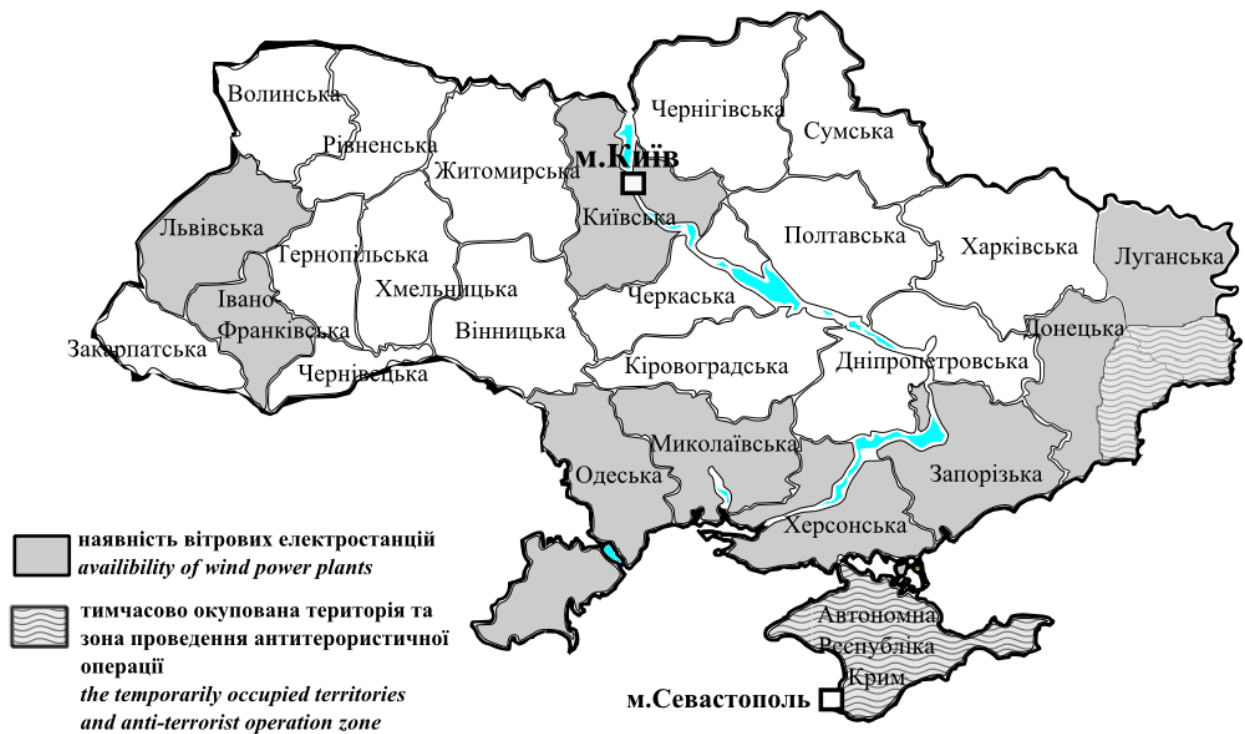 Волинська
Рівненська
Житомирська
Чернігівська
Сумська
м.Київ
Київська
Львівська
Тернопільська
Хмельницька
Івано
Франківська
Закарпатська
Чернівецька
Вінницька
Черкаська
Полтавська
Харківська
Луганська
Донецька
Кіровоградська
Дніпропетровська
Одеська
Миколаївська
Запорізька
Херсонська
Автономна
Республіка
Крим
м.Севастополь
наявність вітрових електростанцій
availibility of wind power plants
тимчасово окупована територія та
зона проведення антитерористичної
операції
the temporarily occupied territories
and anti-terrorist operation zone